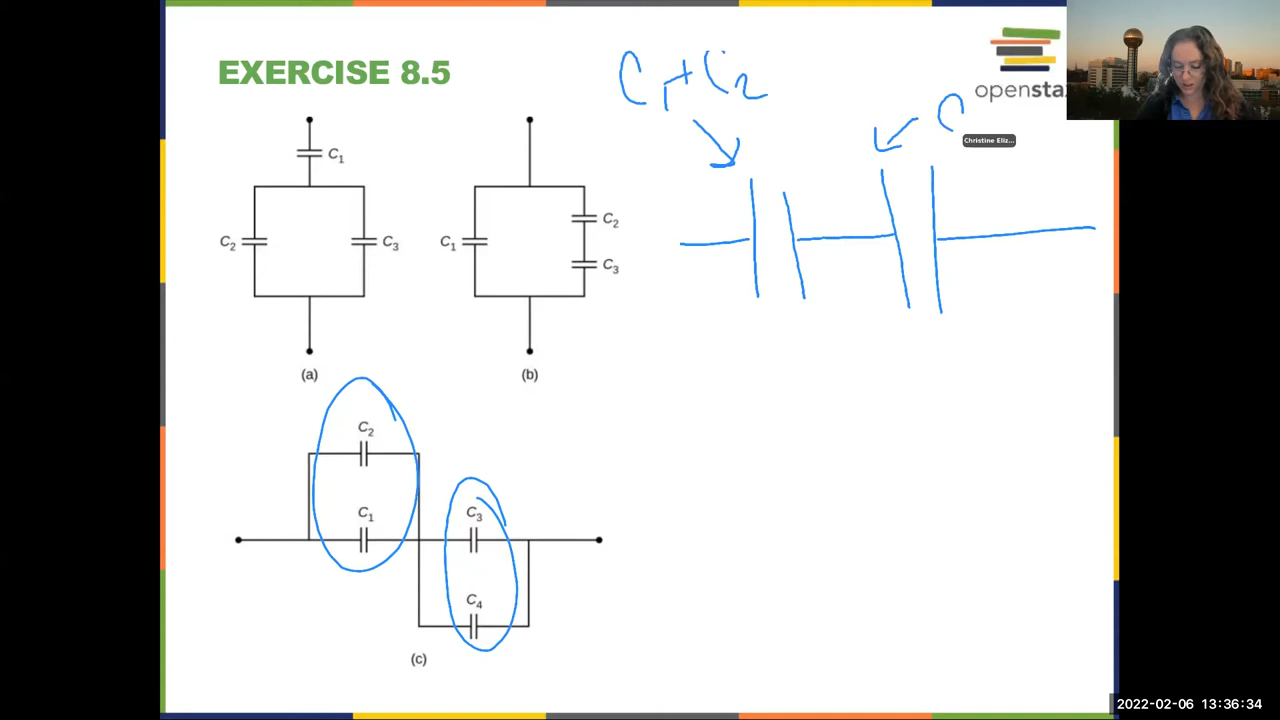 EXERCISE 8.5
C₁+C₂
openstax
C
Christine Eliz...
C₁
C₂
C₃
C₁
C₂
C₃
(a)
(b)
C₂
C₁
C₃
C₄
(c)
2022-02-06 13:36:34